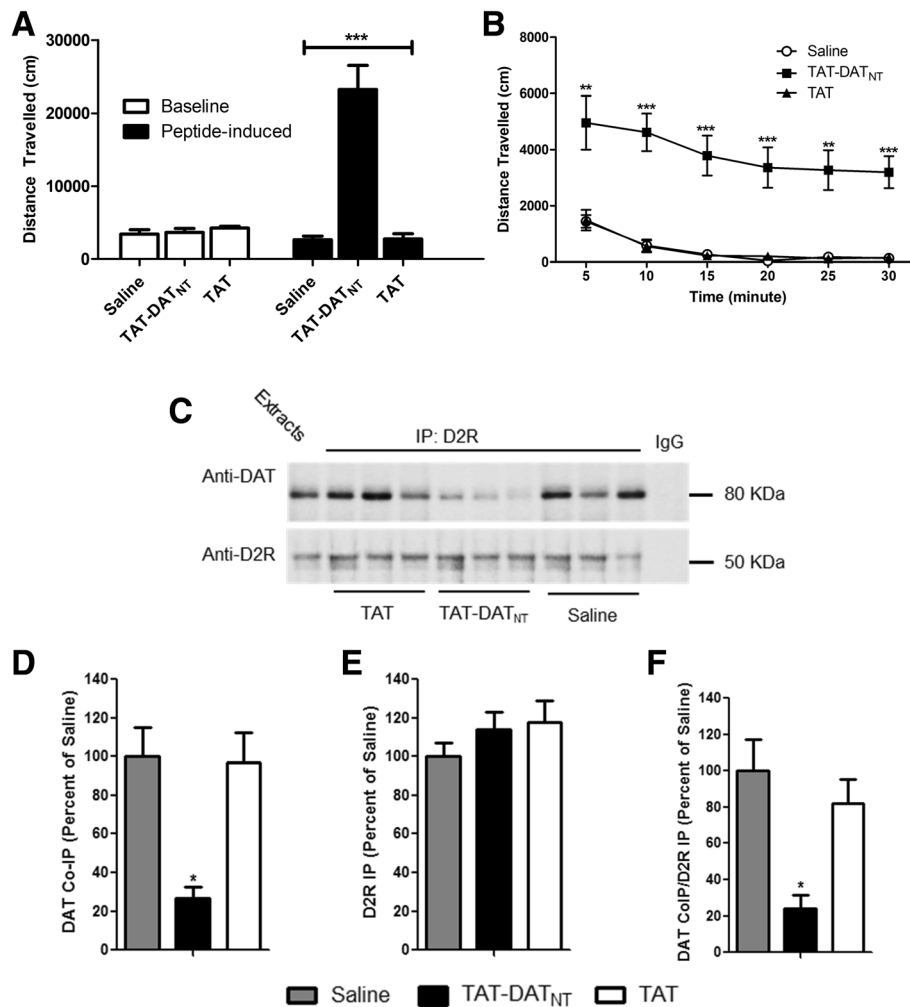 A
Distance Travelled (cm)
30000
20000
10000
0
***
Baseline
Peptide-induced
Saline
TAT-DATNT
TAT
Saline
TAT-DATNT
TAT
B
Distance Travelled (cm)
8000
6000
4000
2000
0
Saline
TAT-DATNT
TAT
** *** *** *** ** ***
5 10 15 20 25 30
Time (minute)
C
Extracts
IP: D2R
IgG
Anti-DAT
80 KDa
Anti-D2R
50 KDa
TAT TAT-DATNT Saline
D
DAT Co-IP (Percent of Saline)
140
120
100
80
60
40
20
0
*
E
D2R IP (Percent of Saline)
140
120
100
80
60
40
20
0
F
DAT CoIP/D2R IP (Percent of Saline)
140
120
100
80
60
40
20
0
*
Saline TAT-DATNT TAT